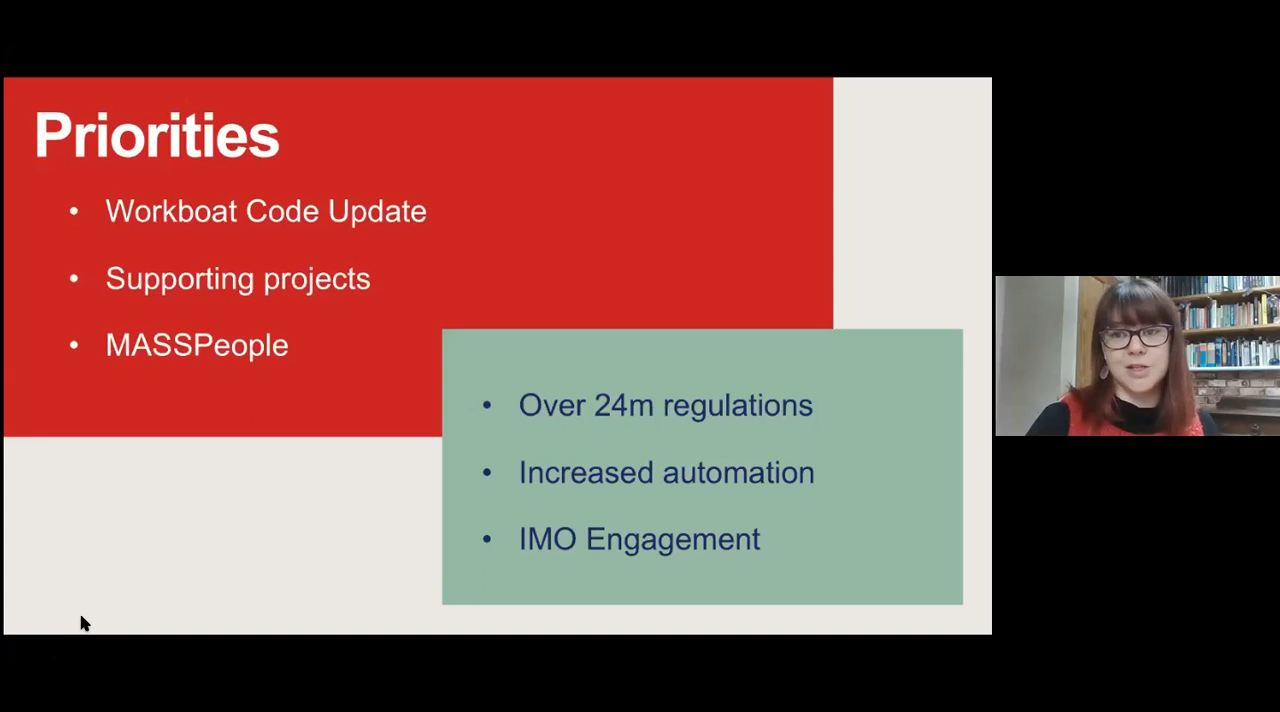 Priorities
• Workboat Code Update
• Supporting projects
• MASSPeople
• Over 24m regulations
• Increased automation
• IMO Engagement